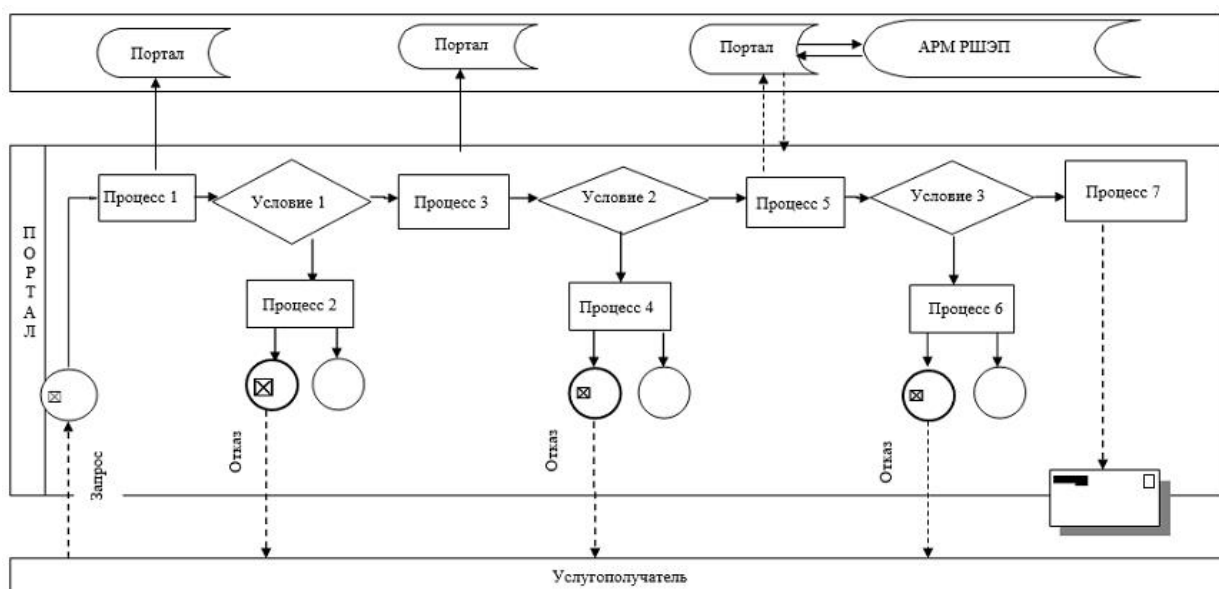 Портал
Портал
Портал
АРМ РШЭП
ПОРТАЛ
Процесс 1
Условие 1
Процесс 3
Условие 2
Процесс 5
Условие 3
Процесс 7
Процесс 2
Процесс 4
Процесс 6
Запрос
Отказ
Отказ
Отказ
Услугополучатель